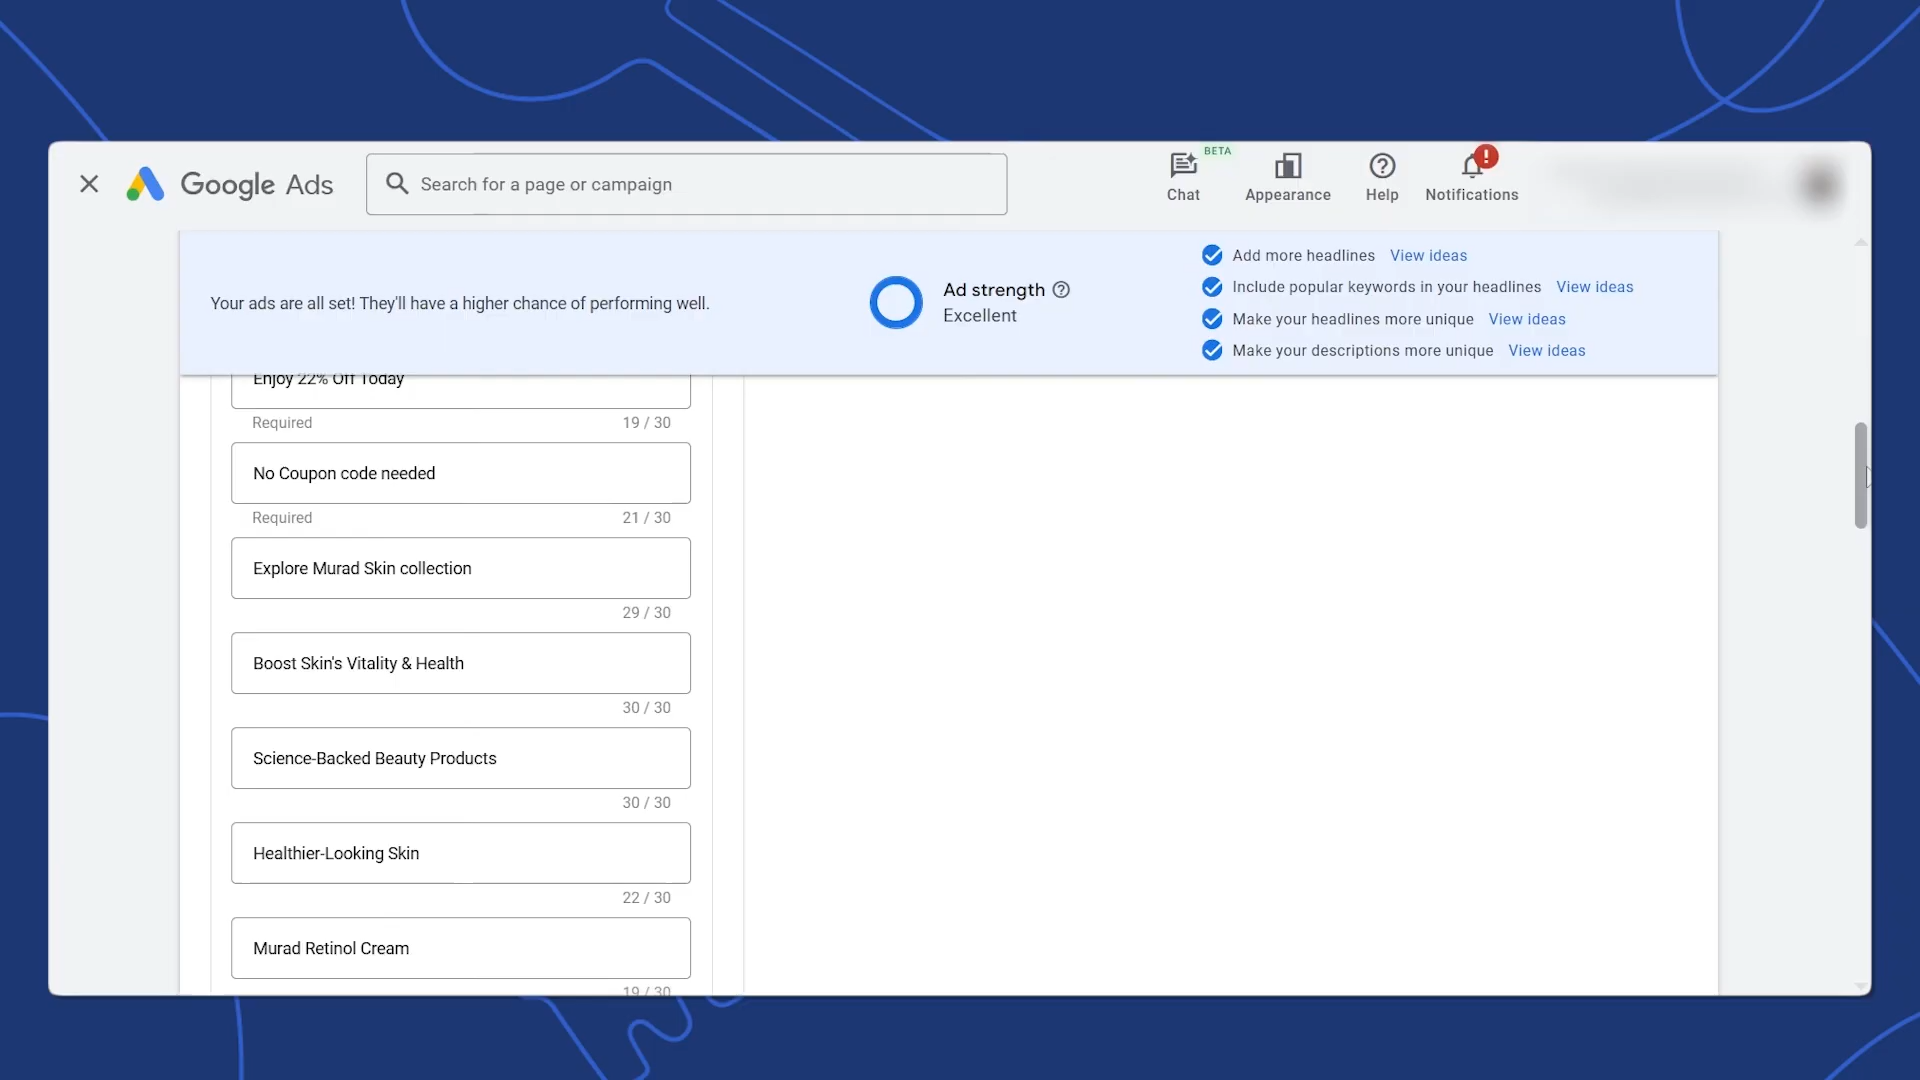 Google Ads
Search for a page or campaign
BETA
Chat
Appearance
Help
!
Notifications
Your ads are all set! They'll have a higher chance of performing well.
Ad strength ?
Excellent
Add more headlines View ideas
Include popular keywords in your headlines View ideas
Make your headlines more unique View ideas
Make your descriptions more unique View ideas
Enjoy 22% Off Today
Required 19 / 30
No Coupon code needed
Required 21 / 30
Explore Murad Skin collection
29 / 30
Boost Skin's Vitality & Health
30 / 30
Science-Backed Beauty Products
30 / 30
Healthier-Looking Skin
22 / 30
Murad Retinol Cream
19 / 30